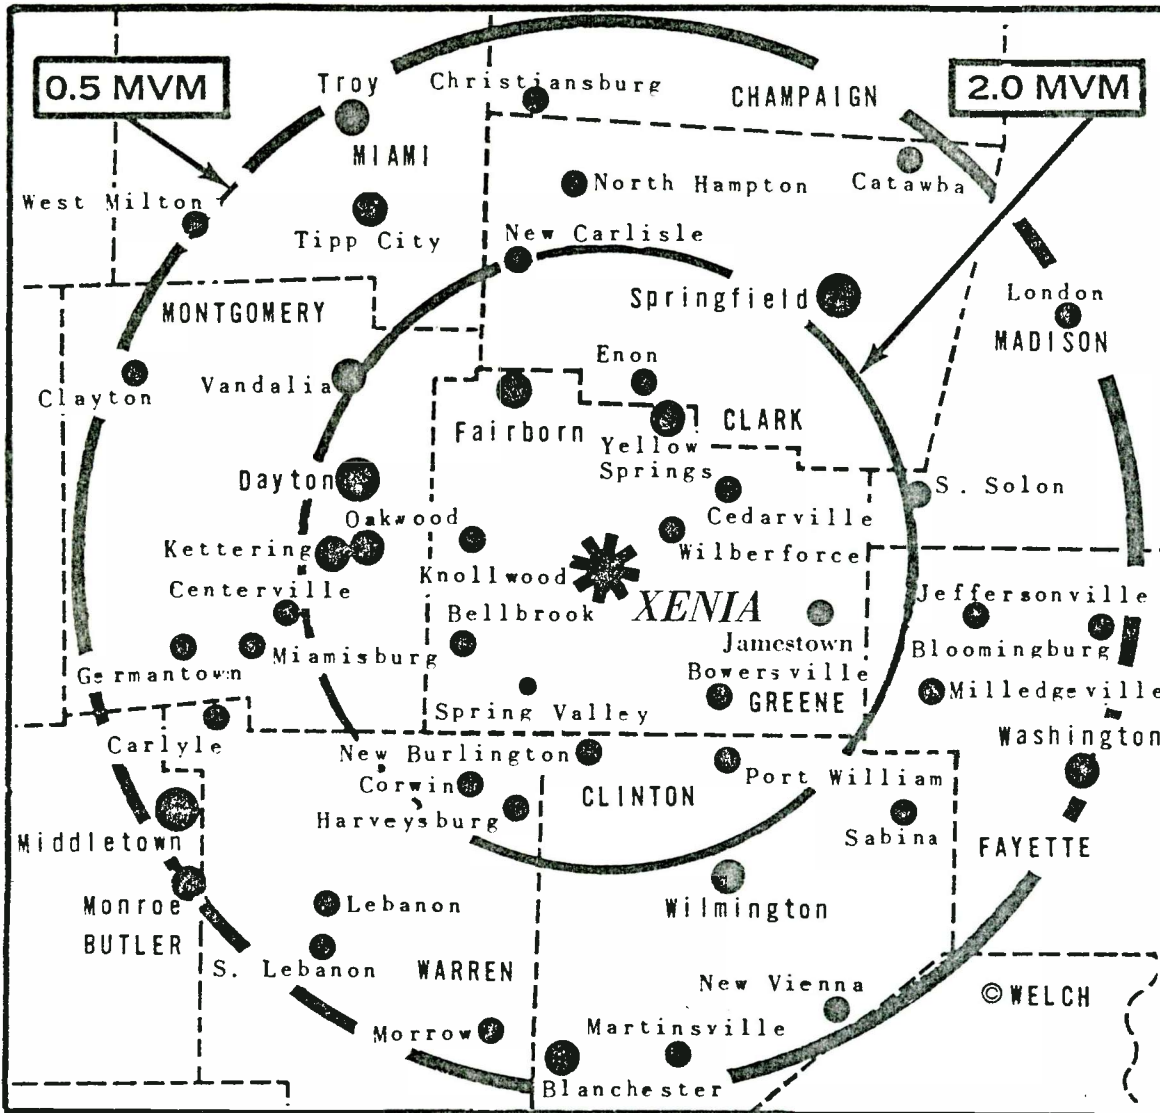 0.5 MVM
Troy
Christiansburg
CHAMPAIGN
2.0 MVM
MIAMI
West Milton
North Hampton
Catawba
Tipp City
New Carlisle
MONTGOMERY
Springfield
London
MADISON
Enon
Clayton
Vandalia
Fairborn
CLARK
Yellow
Springs
Dayton
S. Solon
Oakwood
Cedarville
Kettering
Wilberforce
Knollwood
Centerville
Bellbrook
XENIA
Jeffersonville
Jamestown
Bloomingburg
Germantown
Miamisburg
Bowersville
Milledgeville
GREENE
Spring Valley
Carlyle
New Burlington
Washington
Corwin
Port William
CLINTON
Harveysburg
Sabina
Middletown
FAYETTE
Monroe
Lebanon
Wilmington
BUTLER
S. Lebanon
WARREN
New Vienna
©WELCH
Morrow
Martinsville
Blanchester